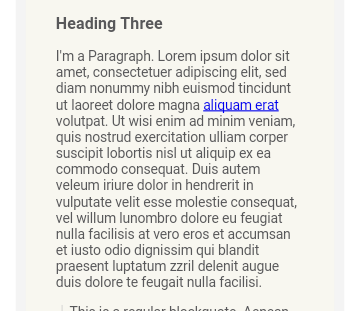 Heading Three
I'm a Paragraph. Lorem ipsum dolor sit
amet, consectetuer adipiscing elit, sed
diam nonummy nibh euismod tincidunt
ut laoreet dolore magna aliquam erat
volutpat. Ut wisi enim ad minim veniam,
quis nostrud exercitation ulliam corper
suscipit lobortis nisl ut aliquip ex ea
commodo consequat. Duis autem
veleum iriure dolor in hendrerit in
vulputate velit esse molestie consequat,
vel willum lunombro dolore eu feugiat
nulla facilisis at vero eros et accumsan
et iusto odio dignissim qui blandit
praesent luptatum zzril delenit augue
duis dolore te feugait nulla facilisi.
This is a regular blockquote. Aenean